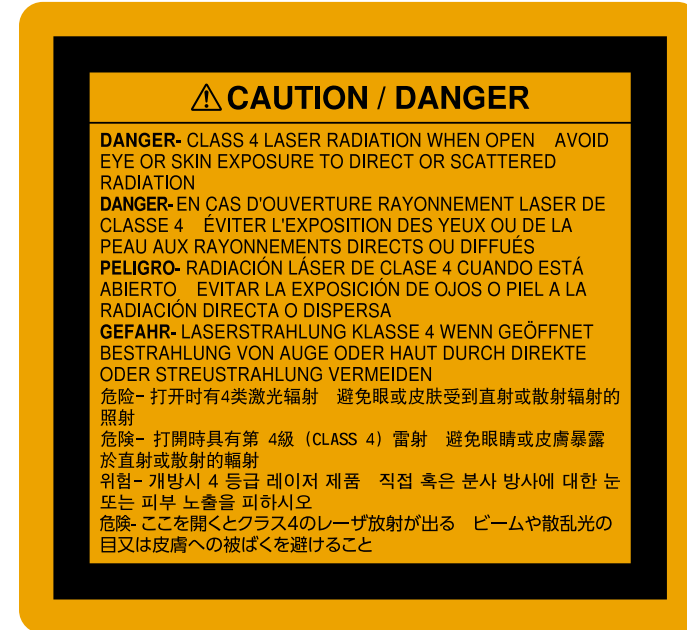 ⚠ CAUTION / DANGER
DANGER- CLASS 4 LASER RADIATION WHEN OPEN AVOID
EYE OR SKIN EXPOSURE TO DIRECT OR SCATTERED
RADIATION
DANGER-EN CAS D'OUVERTURE RAYONNEMENT LASER DE
CLASSE 4 ÉVITER L'EXPOSITION DES YEUX OU DE LA
PEAU AUX RAYONNEMENTS DIRECTS OU DIFFUÉS
PELIGRO- RADIACIÓN LÁSER DE CLASE 4 CUANDO ESTÁ
ABIERTO EVITAR LA EXPOSICIÓN DE OJOS O PIEL A LA
RADIACIÓN DIRECTA O DISPERSA
GEFAHR- LASERSTRAHLUNG KLASSE 4 WENN GEÖFFNET
BESTRAHLUNG VON AUGE ODER HAUT DURCH DIREKTE
ODER STREUSTRAHLUNG VERMEIDEN
危险- 打开时有4类激光辐射 避免眼或皮肤受到直射或散射辐射的
照射
危険- 打開時具有第 4級 (CLASS 4) 雷射 避免眼睛或皮膚暴露
於直射或散射的輻射
위험- 개방시 4 등급 레이저 제품 직접 혹은 분사 방사에 대한 눈
또는 피부 노출을 피하시오
危険- ここを開くとクラス4のレーザ放射が出る ビームや散乱光の
目又は皮膚への被ばくを避けること